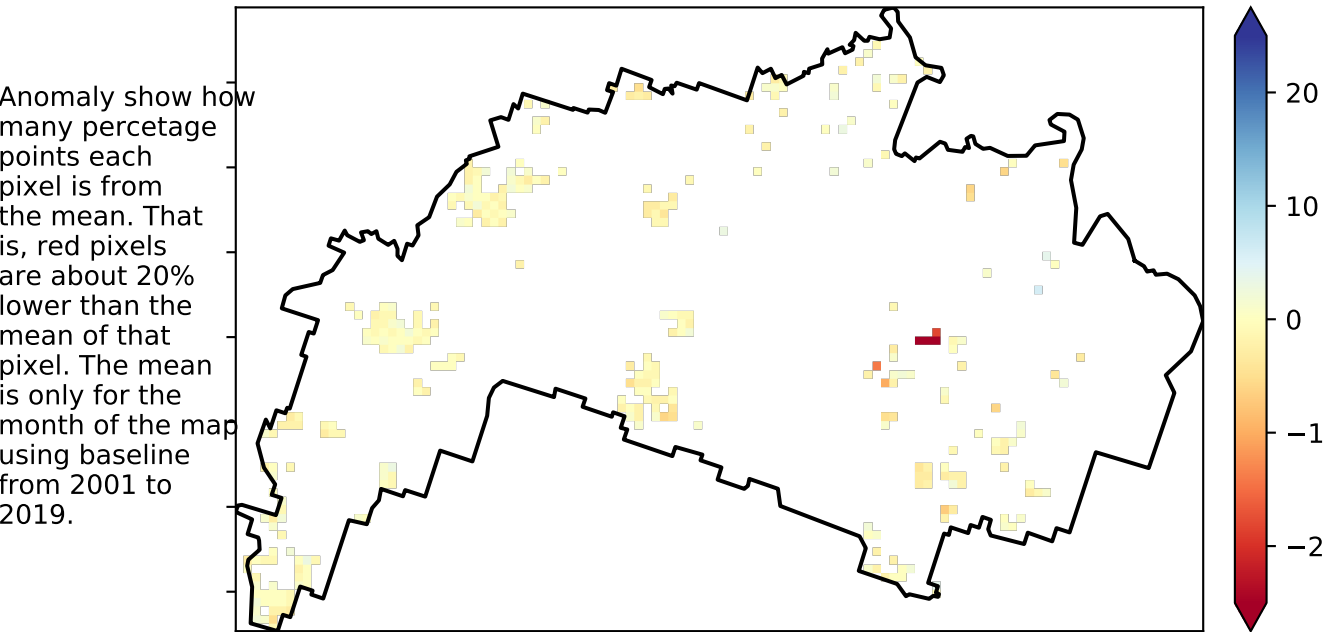 Anomaly show how
many percetage
points each
pixel is from
the mean. That
is, red pixels
are about 20%
lower than the
mean of that
pixel. The mean
is only for the
month of the map
using baseline
from 2001 to
2019.
20
10
0
−1
−2